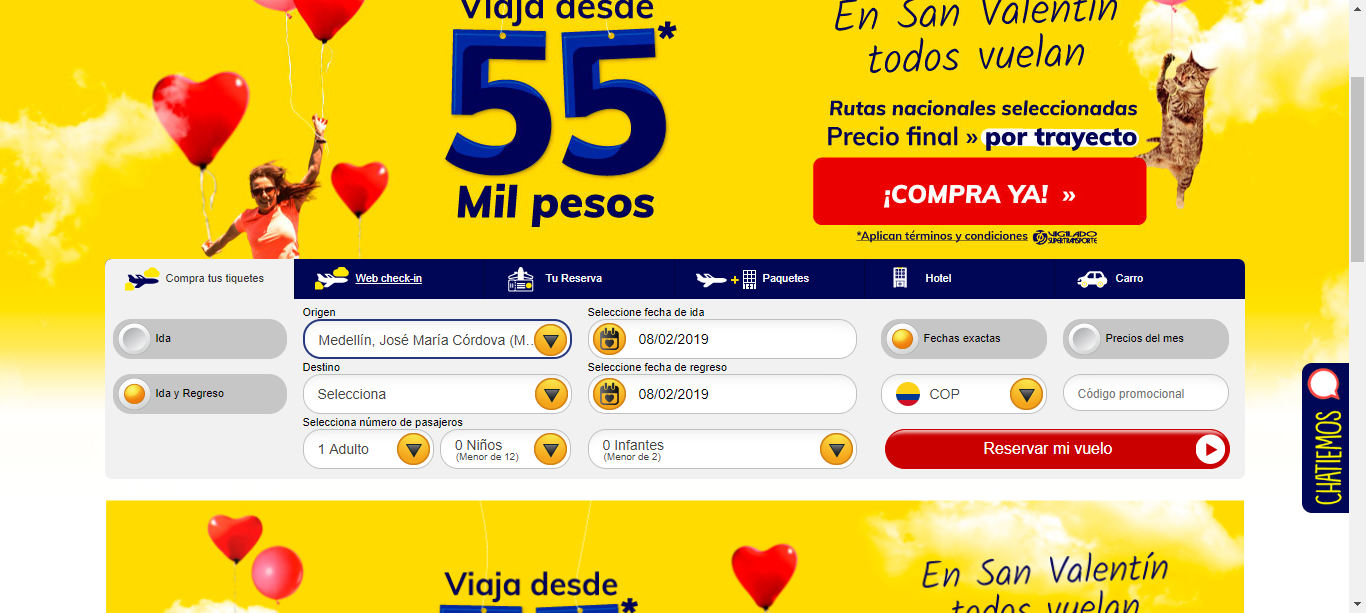 Viaja desde
55*
Mil pesos
En San Valentín
todos vuelan
Rutas nacionales seleccionadas
Precio final » por trayecto
¡COMPRA YA! »
*Aplican términos y condiciones VIGILADO
SUPERTRANSPORTE
Compra tus tiquetes
Web check-in
Tu Reserva
+ Paquetes
Hotel
Carro
Ida
Ida y Regreso
Origen
Medellín, José María Córdova (M...
Destino
Selecciona
Selecciona número de pasajeros
1 Adulto
0 Niños
(Menor de 12)
0 Infantes
(Menor de 2)
Seleccione fecha de ida
08/02/2019
Seleccione fecha de regreso
08/02/2019
Fechas exactas
Precios del mes
COP
Código promocional
Reservar mi vuelo
CHATIEMOS
Viaja desde
*
En San Valentín
todos vuelan